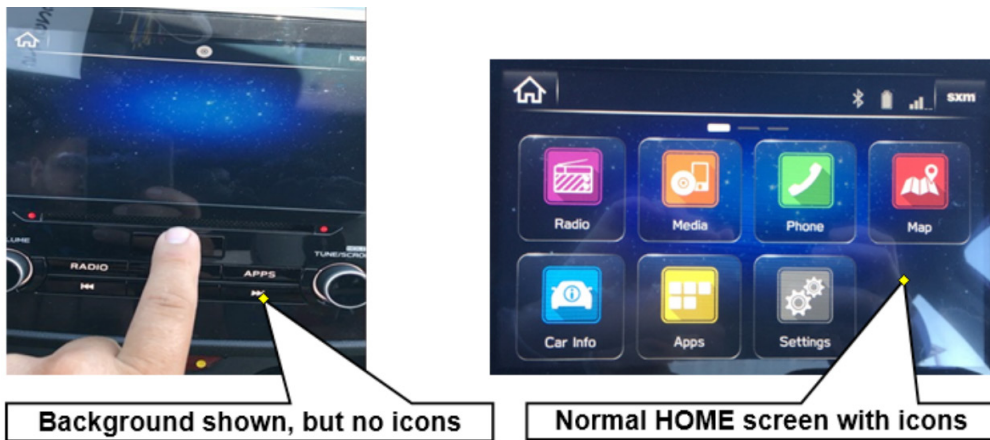 sxm
LUME
TUNE/SCRO
RADIO
APPS
Background shown, but no icons
sxm
Radio
Media
Phone
Map
Car Info
Apps
Settings
Normal HOME screen with icons